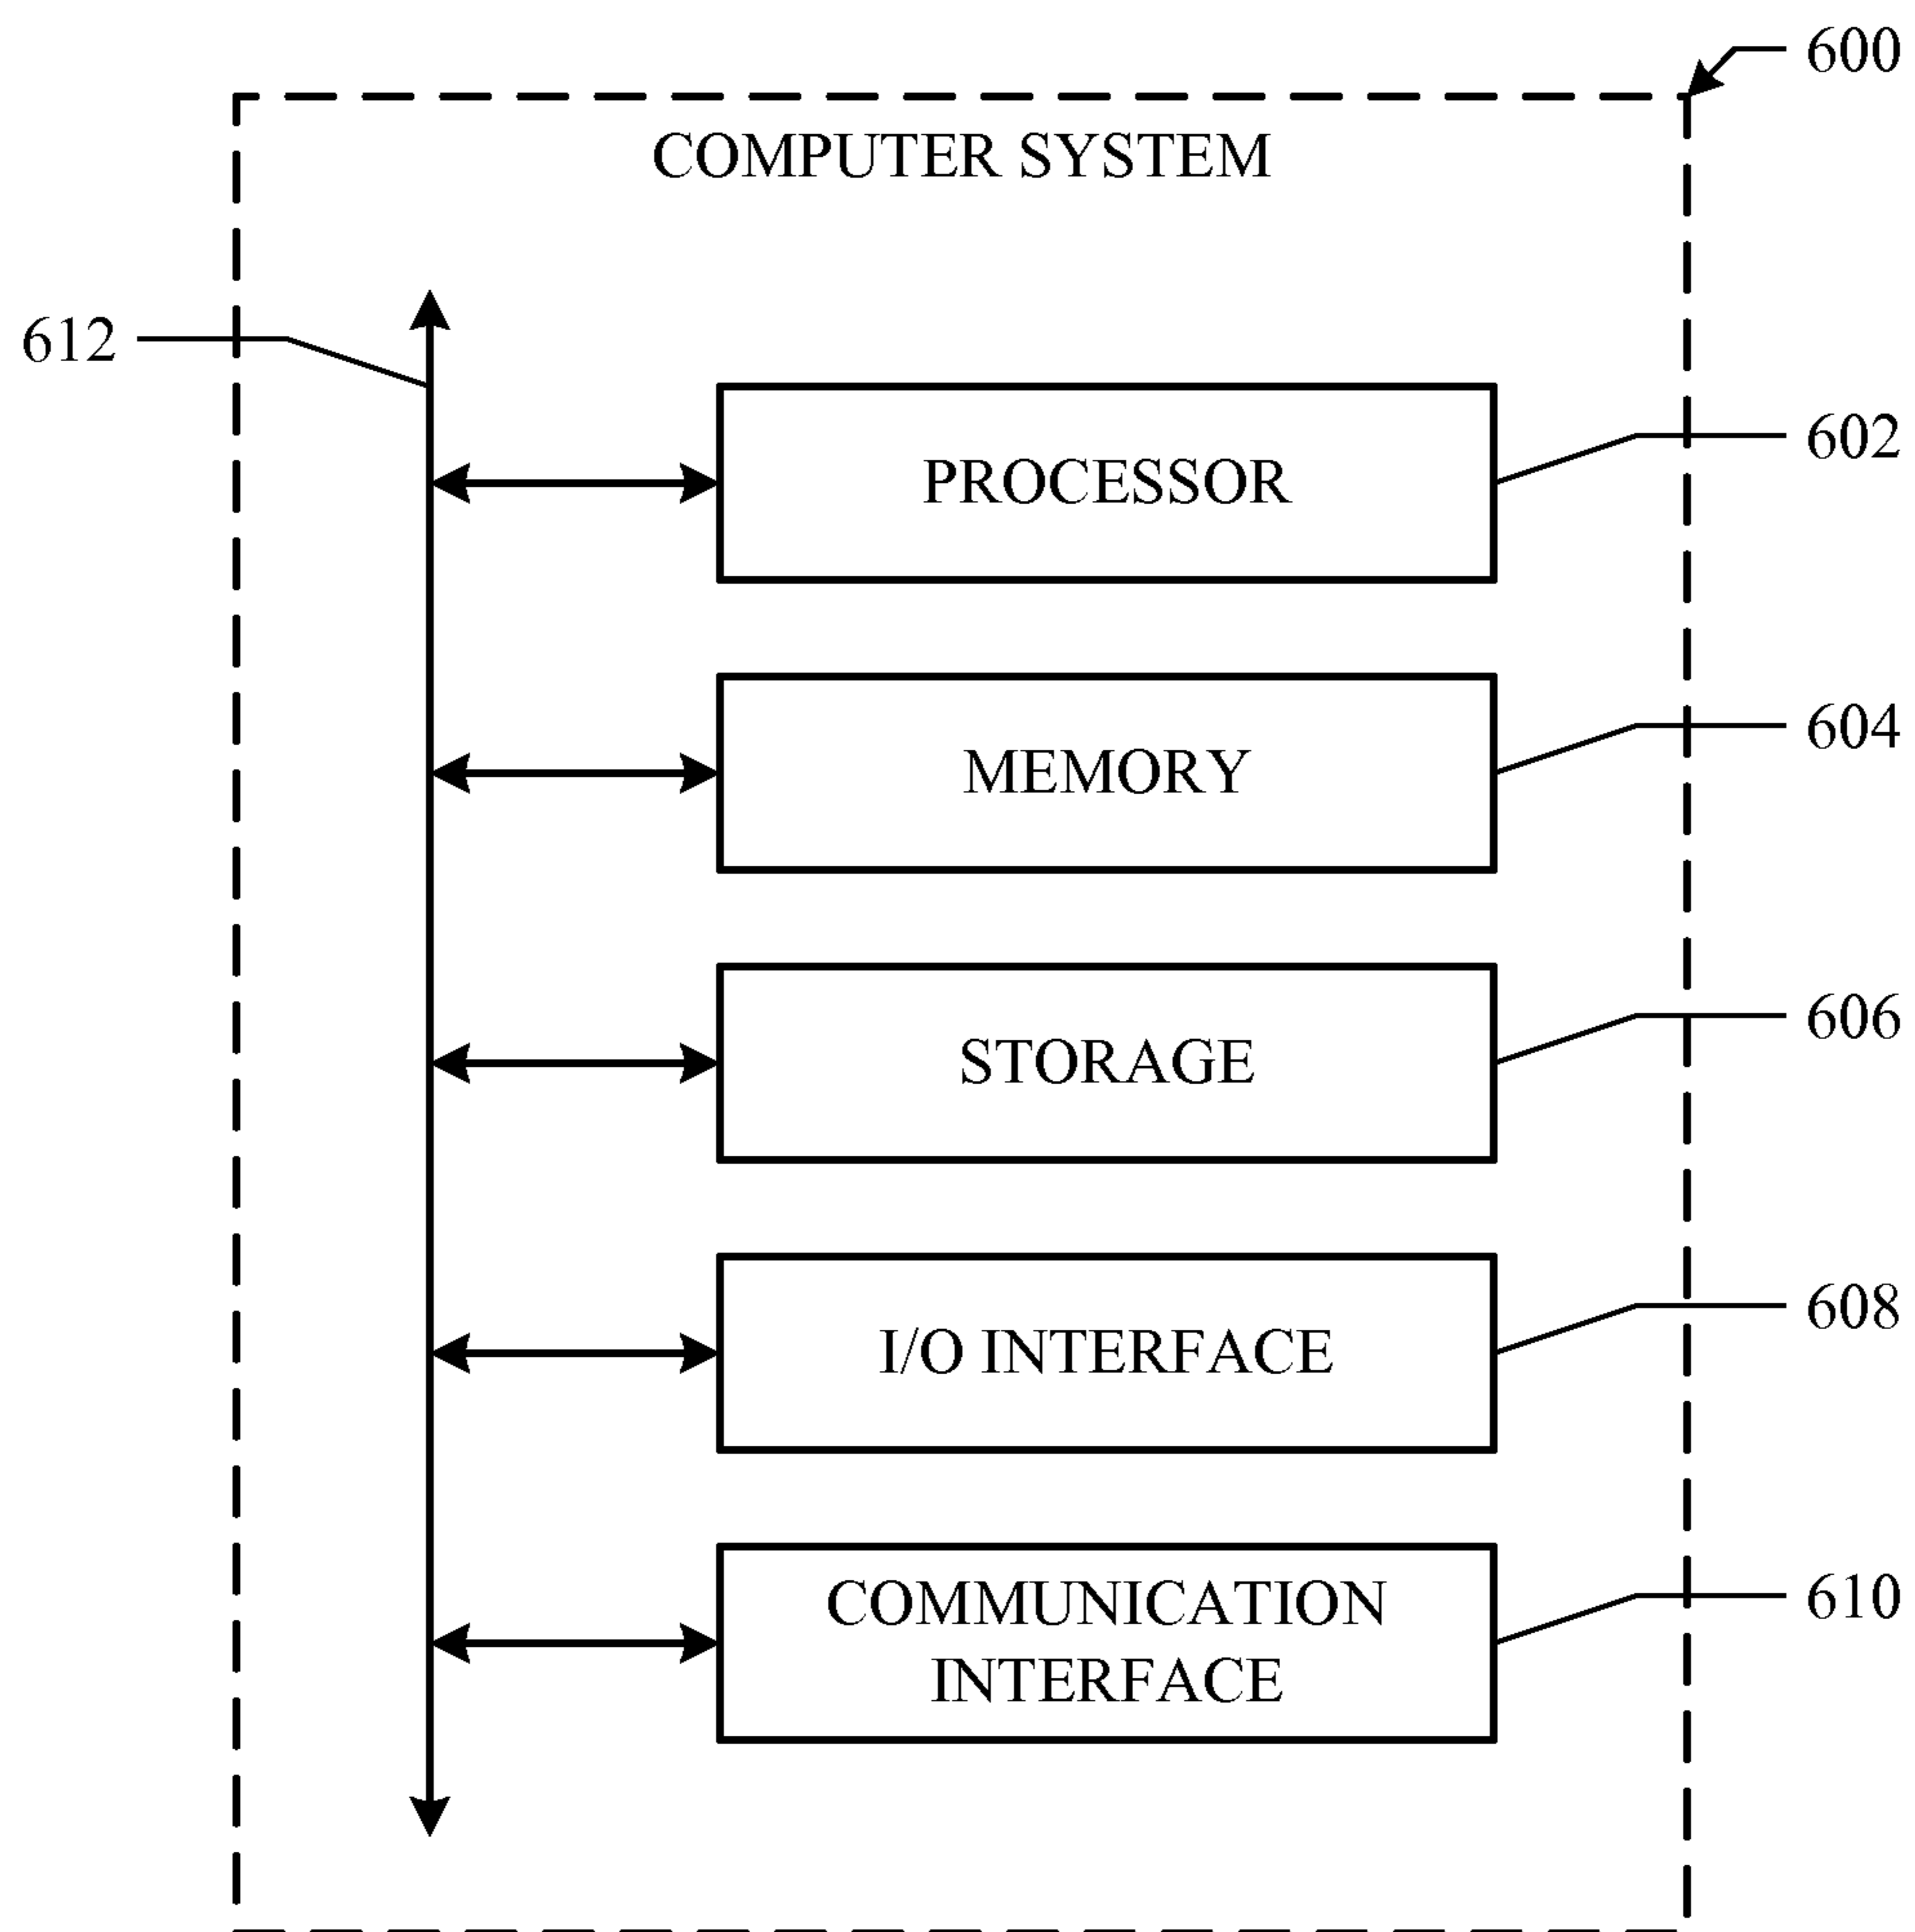 600
COMPUTER SYSTEM
612
PROCESSOR
602
MEMORY
604
STORAGE
606
I/O INTERFACE
608
COMMUNICATION
INTERFACE
610